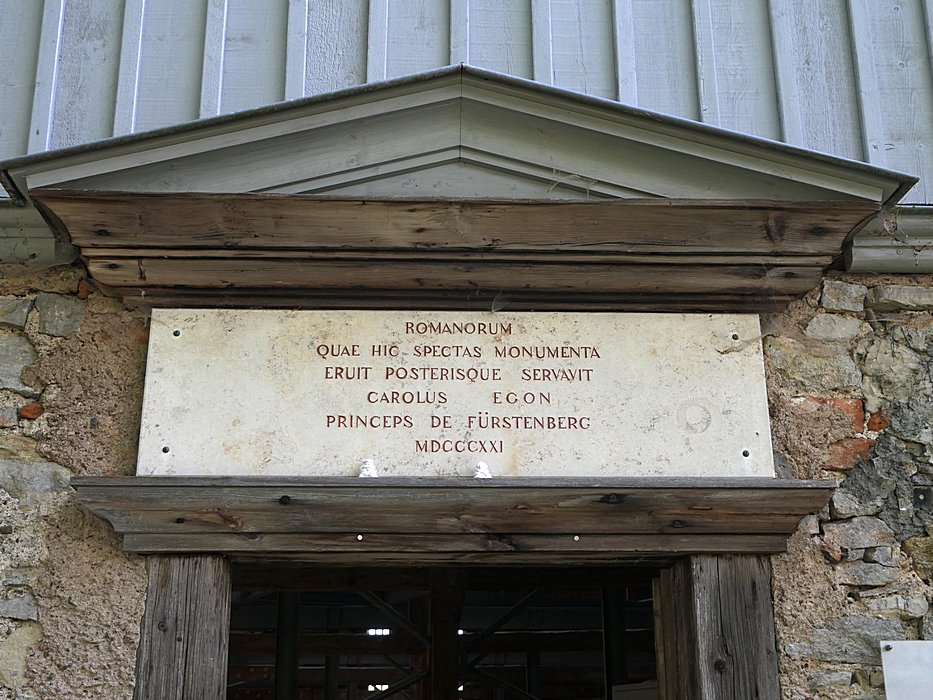 ROMANORUM
QUAE HIC SPECTAS MONUMENTA
ERUIT POSTERISQUE SERVAVIT
CAROLUS EGON
PRINCEPS DE FÜRSTENBERG
MDCCCXXI